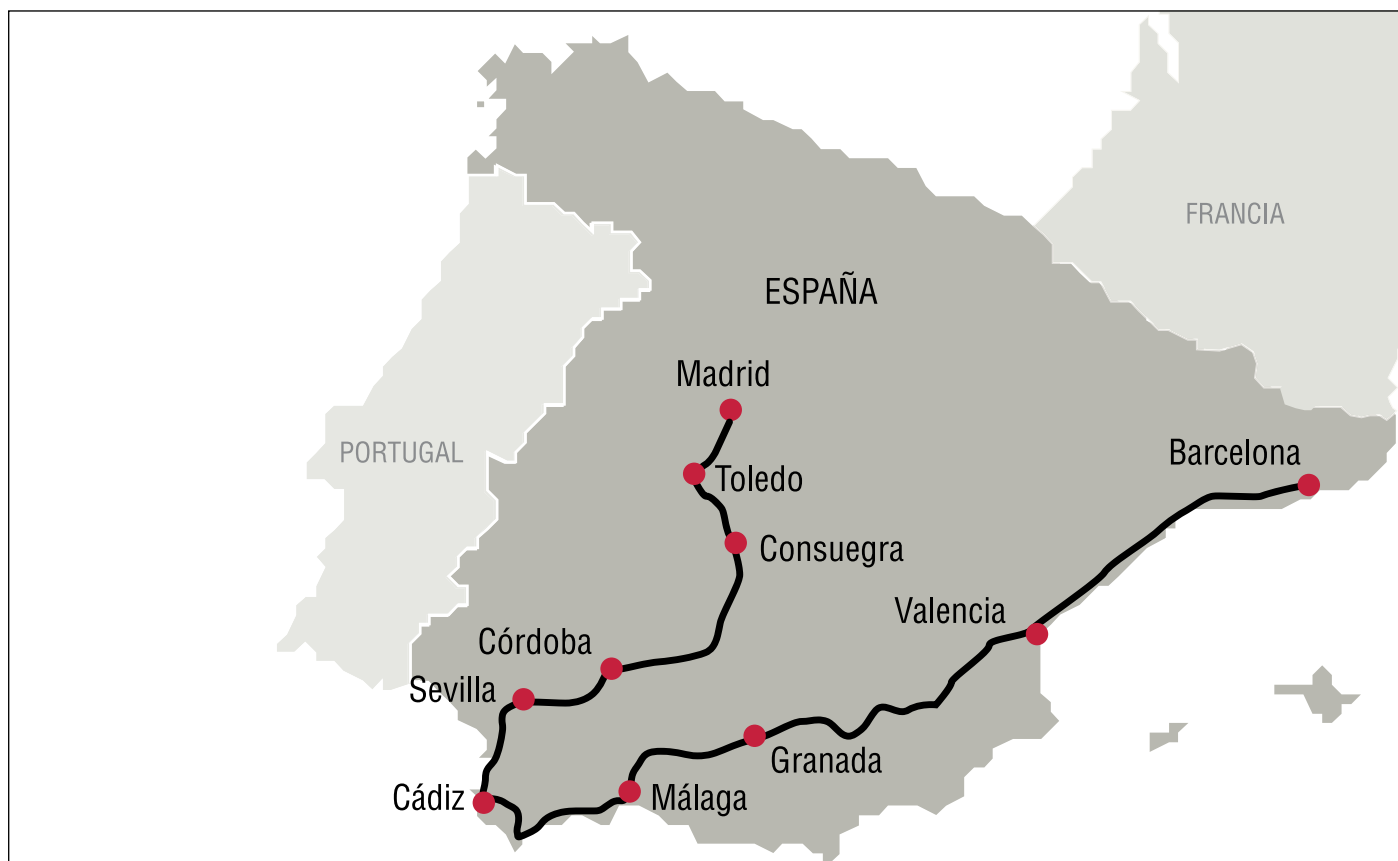 FRANCIA
ESPAÑA
Madrid
PORTUGAL
Barcelona
Toledo
Consuegra
Valencia
Córdoba
Sevilla
Granada
Cádiz
Málaga